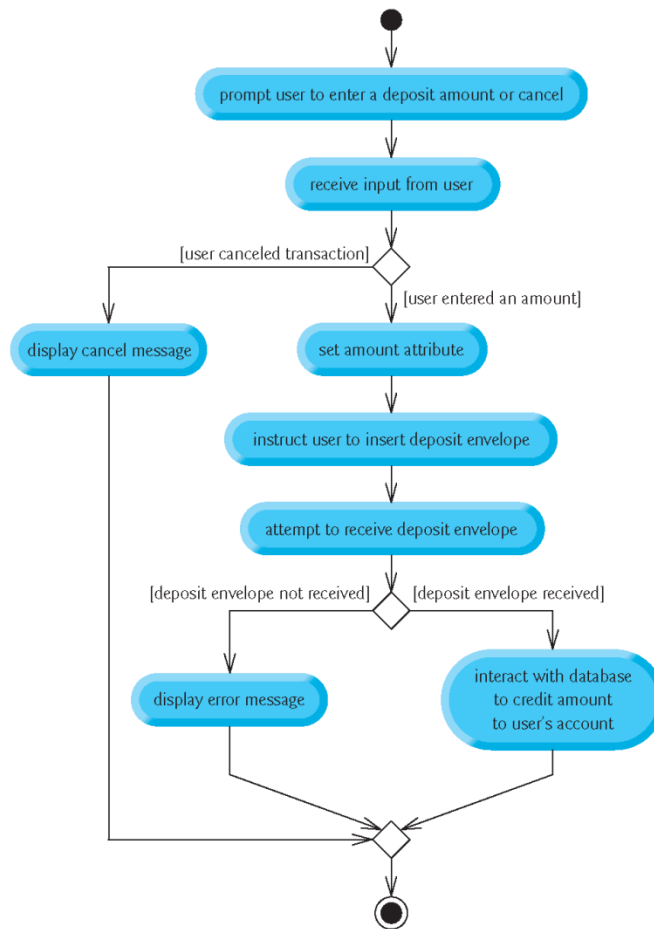 prompt user to enter a deposit amount or cancel
receive input from user
[user canceled transaction]
[user entered an amount]
display cancel message
set amount attribute
instruct user to insert deposit envelope
attempt to receive deposit envelope
[deposit envelope not received]
[deposit envelope received]
display error message
interact with database
to credit amount
to user's account